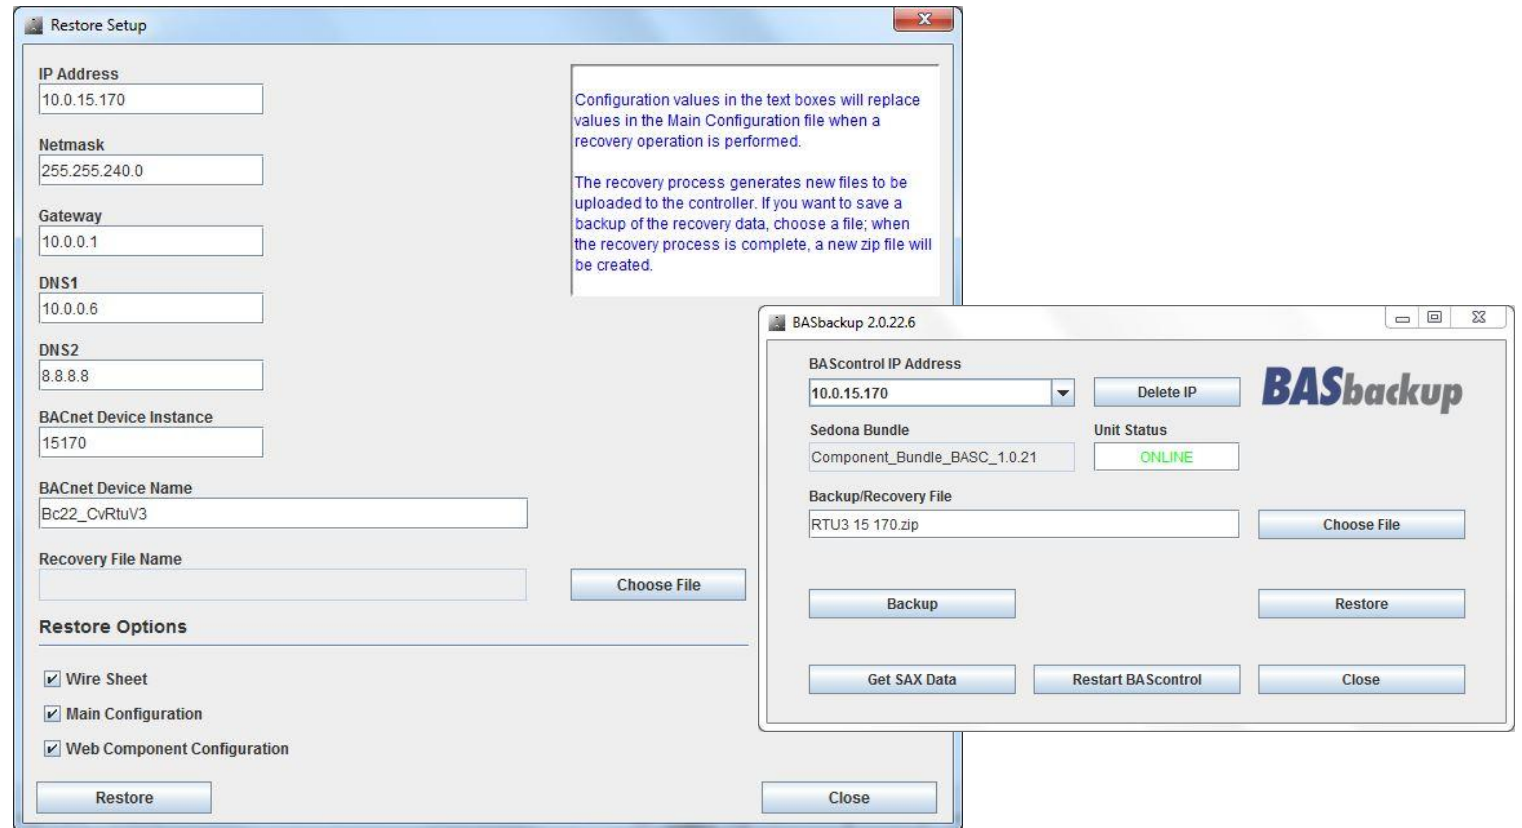 Restore Setup
IP Address
10.0.15.170
Netmask
255.255.240.0
Gateway
10.0.0.1
DNS1
10.0.0.6
DNS2
8.8.8.8
BACnet Device Instance
15170
BACnet Device Name
Bc22_CvRtuV3
Recovery File Name
Choose File
Restore Options
Wire Sheet
Main Configuration
Web Component Configuration
Restore
Close
Configuration values in the text boxes will replace
values in the Main Configuration file when a
recovery operation is performed.
The recovery process generates new files to be
uploaded to the controller. If you want to save a
backup of the recovery data, choose a file; when
the recovery process is complete, a new zip file will
be created.
BASbackup 2.0.22.6
BAScontrol IP Address
10.0.15.170
Delete IP
BASbackup
Sedona Bundle
Unit Status
Component_Bundle_BASC_1.0.21
ONLINE
Backup/Recovery File
RTU3 15 170.zip
Choose File
Backup
Restore
Get SAX Data
Restart BAScontrol
Close